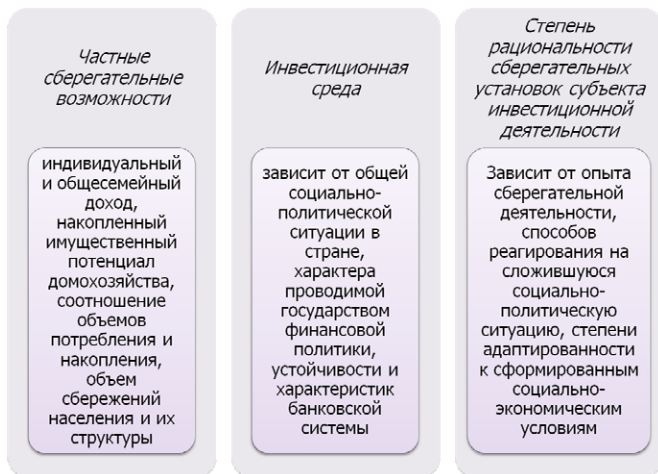 Частные
сберегательные
возможности
индивидуальный
и общесемейный
доход,
накопленный
имущественный
потенциал
домохозяйства,
соотношение
объемов
потребления и
накопления,
объем
сбережений
населения и их
структуры
Инвестиционная
среда
зависит от общей
социально-
политической
ситуации в
стране,
характера
проводимой
государством
финансовой
политики,
устойчивости и
характеристик
банковской
системы
Степень
рациональности
сберегательных
установок субъекта
инвестиционной
деятельности
Зависит от опыта
сберегательной
деятельности,
способов
реагирования на
сложившуюся
социально-
политическую
ситуацию, степени
адаптированности
к сформированным
социально-
экономическим
условиям